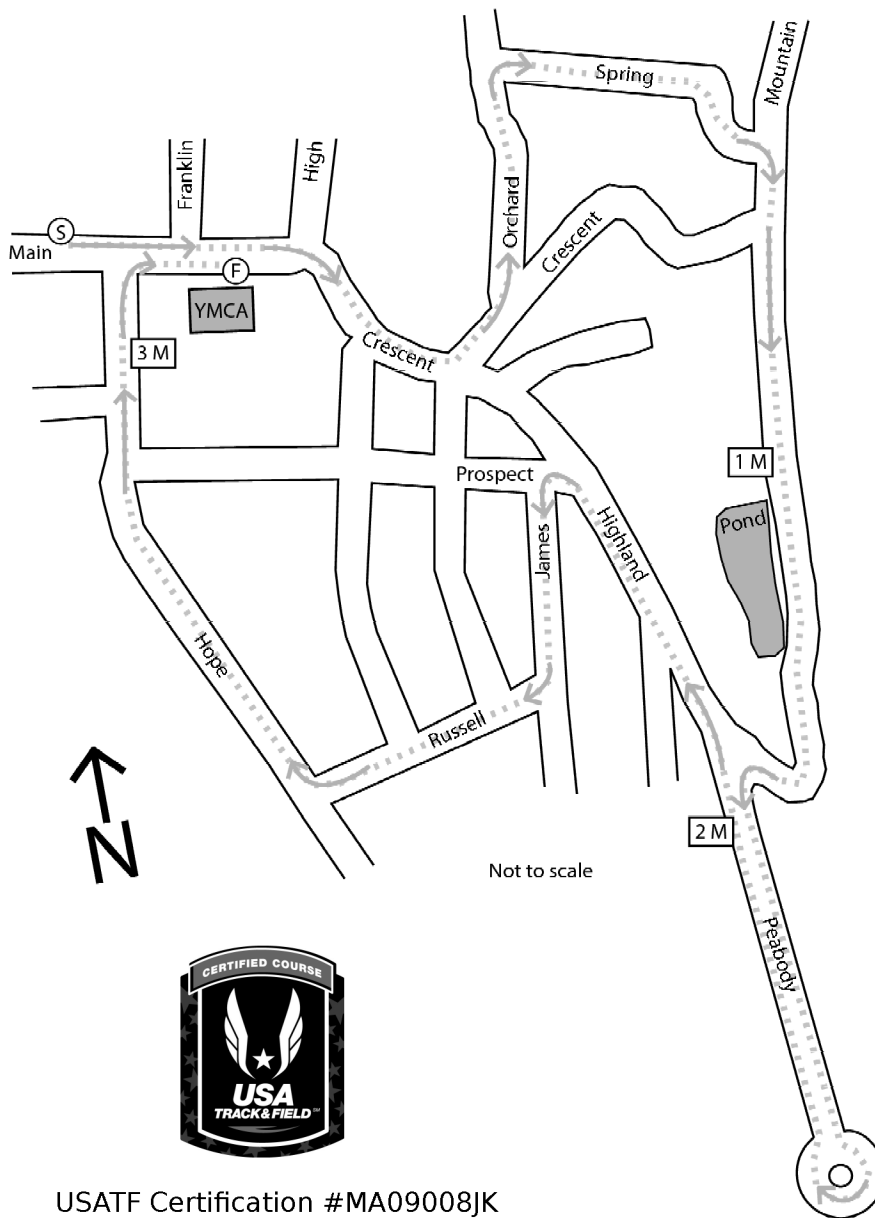 Spring
Mountain
Franklin
High
S
Main
Orchard
Crescent
F
YMCA
3 M
Crescent
1 M
Prospect
Pond
James
Highland
Hope
Russell
2 M
N
Not to scale
Peabody
CERTIFIED COURSE
USA
TRACK & FIELD SM
USATF Certification #MA09008JK